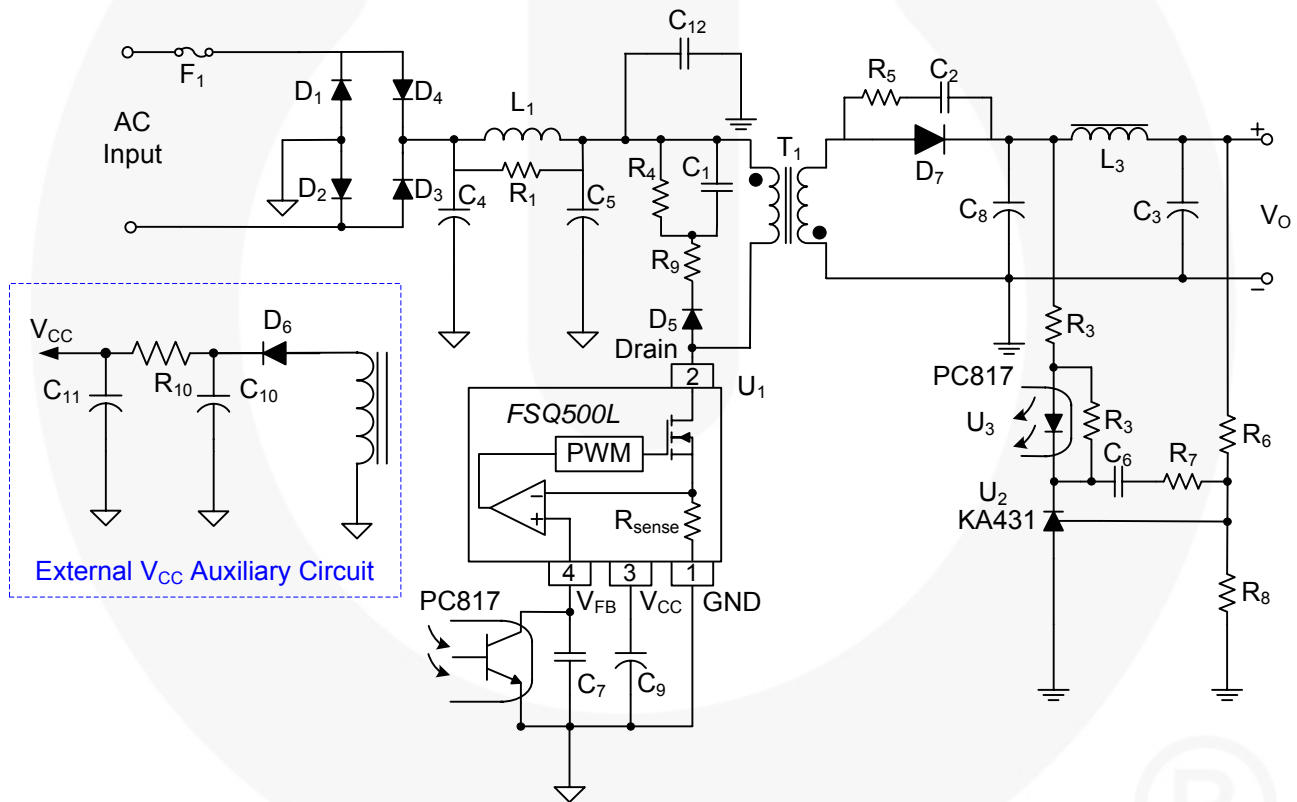 C12
F1
D1
D4
AC
Input
L1
R5
C2
T1
D2
D3
C4
R1
C5
R4
C1
D7
L3
+
C8
C3
VO
−
R9
D5
Drain
2
U1
VCC
D6
R10
C11
C10
External VCC Auxiliary Circuit
FSQ500L
PWM
−
+
Rsense
4
3
1
PC817
VFB
VCC
GND
C7
C9
R3
PC817
U3
R3
C6
R7
R6
U2
KA431
R8
®